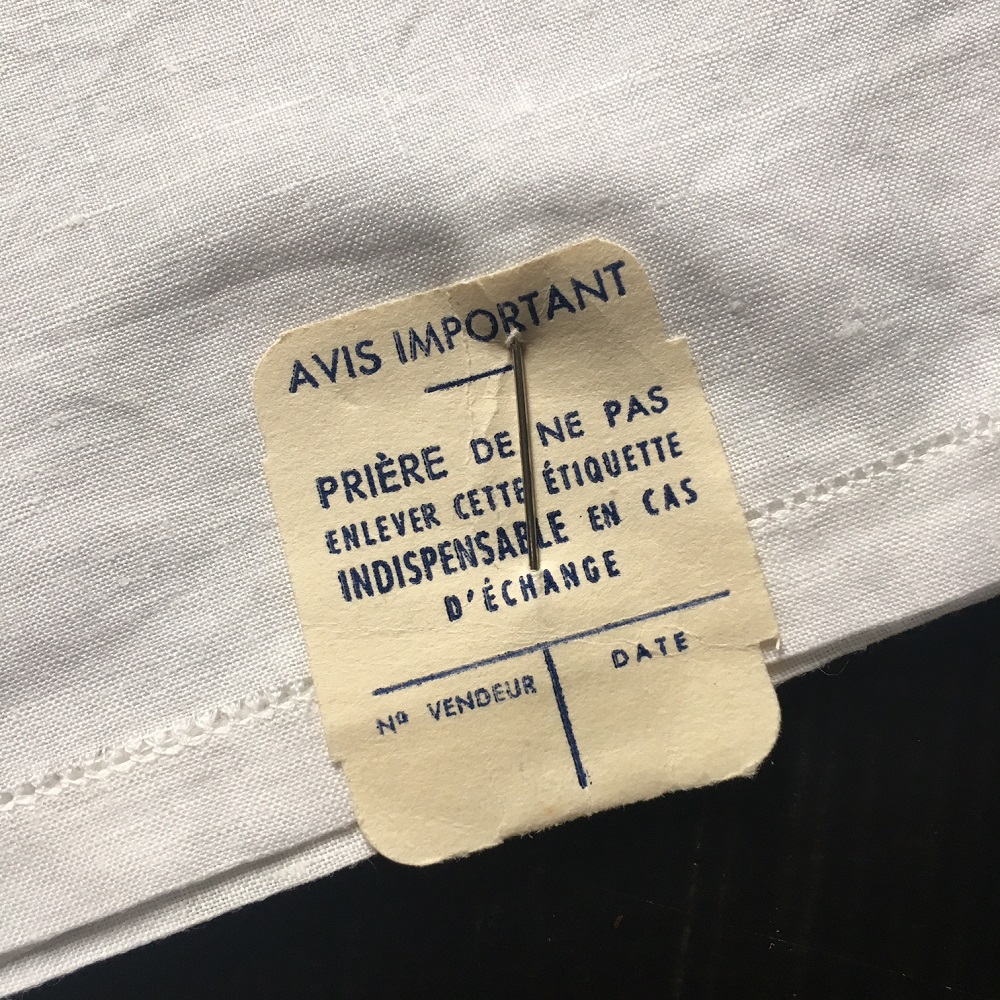 AVIS IMPORTANT
PRIÈRE DE NE PAS
ENLEVER CETTE ÉTIQUETTE
INDISPENSABLE EN CAS
D'ÉCHANGE
Nº VENDEUR
DATE